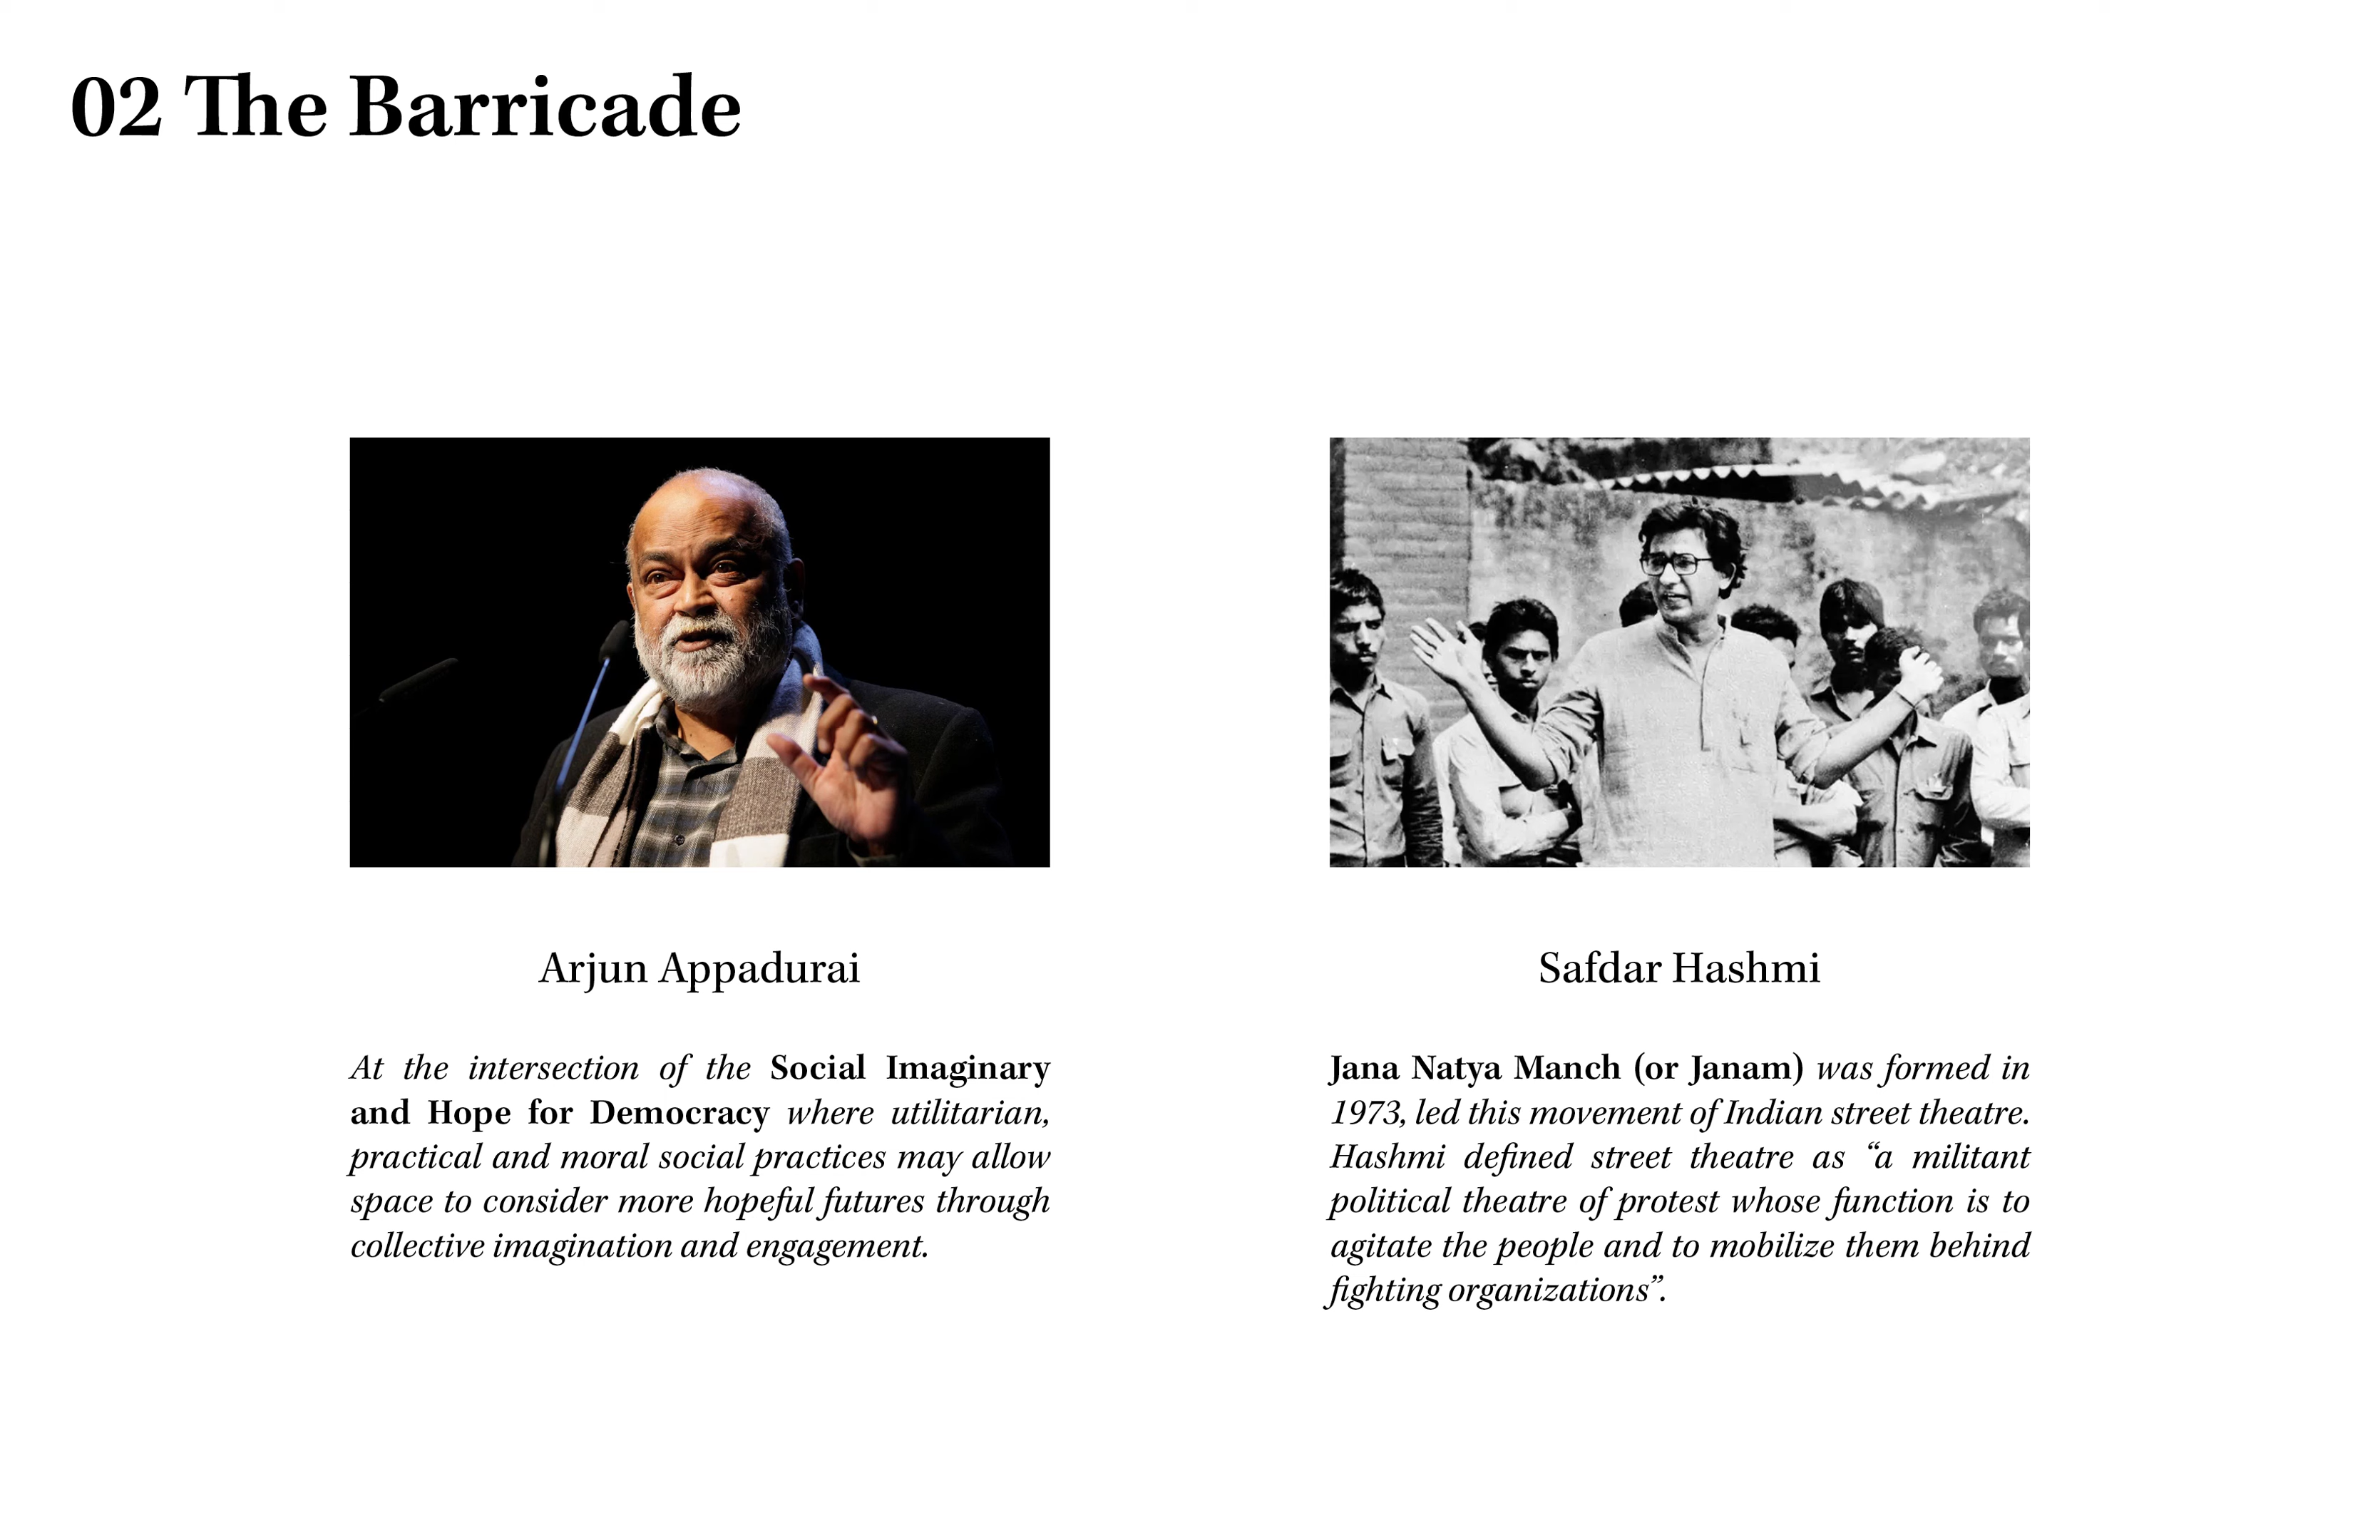 02 The Barricade
Arjun Appadurai
At the intersection of the Social Imaginary
and Hope for Democracy where utilitarian,
practical and moral social practices may allow
space to consider more hopeful futures through
collective imagination and engagement.
Safdar Hashmi
Jana Natya Manch (or Janam) was formed in
1973, led this movement of Indian street theatre.
Hashmi defined street theatre as “a militant
political theatre of protest whose function is to
agitate the people and to mobilize them behind
fighting organizations”.